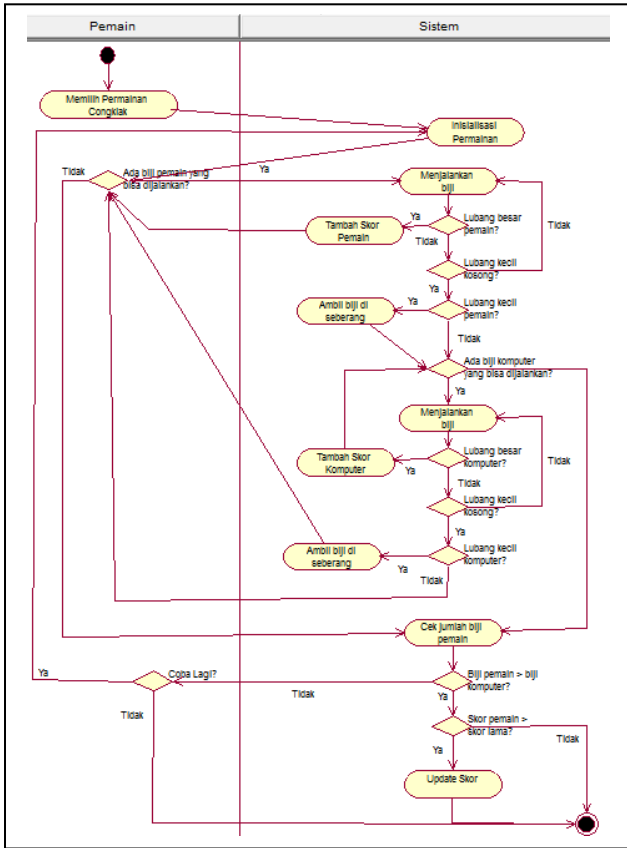 Pemain
Sistem
Memilih Permainan
Congklak
Inisialisasi
Permainan
Tidak
Ada biji pemain yang
bisa dijalankan?
Ya
Menjalankan
biji
Tambah Skor
Pemain
Ya
Lubang besar
pemain?
Tidak
Tidak
Lubang kecil
kosong?
Ya
Ambil biji di
seberang
Ya
Lubang kecil
pemain?
Tidak
Ada biji komputer
yang bisa dijalankan?
Ya
Menjalankan
biji
Tambah Skor
Komputer
Ya
Lubang besar
komputer?
Tidak
Tidak
Lubang kecil
kosong?
Ya
Ambil biji di
seberang
Ya
Lubang kecil
komputer?
Tidak
Cek jumlah biji
pemain
Ya
Coba Lagi?
Tidak
Biji pemain > biji
komputer?
Ya
Tidak
Skor pemain >
skor lama?
Tidak
Ya
Update Skor